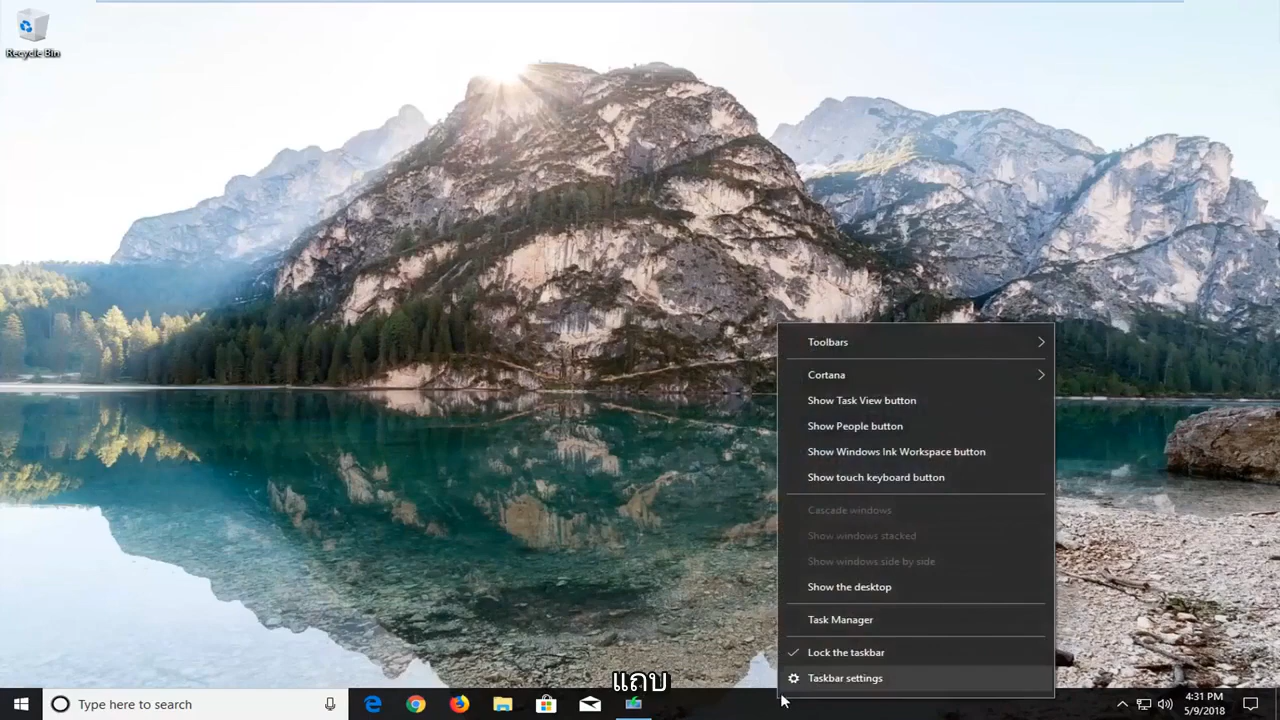 Recycle Bin
Toolbars
Cortana
Show Task View button
Show People button
Show Windows Ink Workspace button
Show touch keyboard button
Cascade windows
Show windows stacked
Show windows side by side
Show the desktop
Task Manager
Lock the taskbar
Taskbar settings
แถบ
Type here to search
4:31 PM
5/9/2018